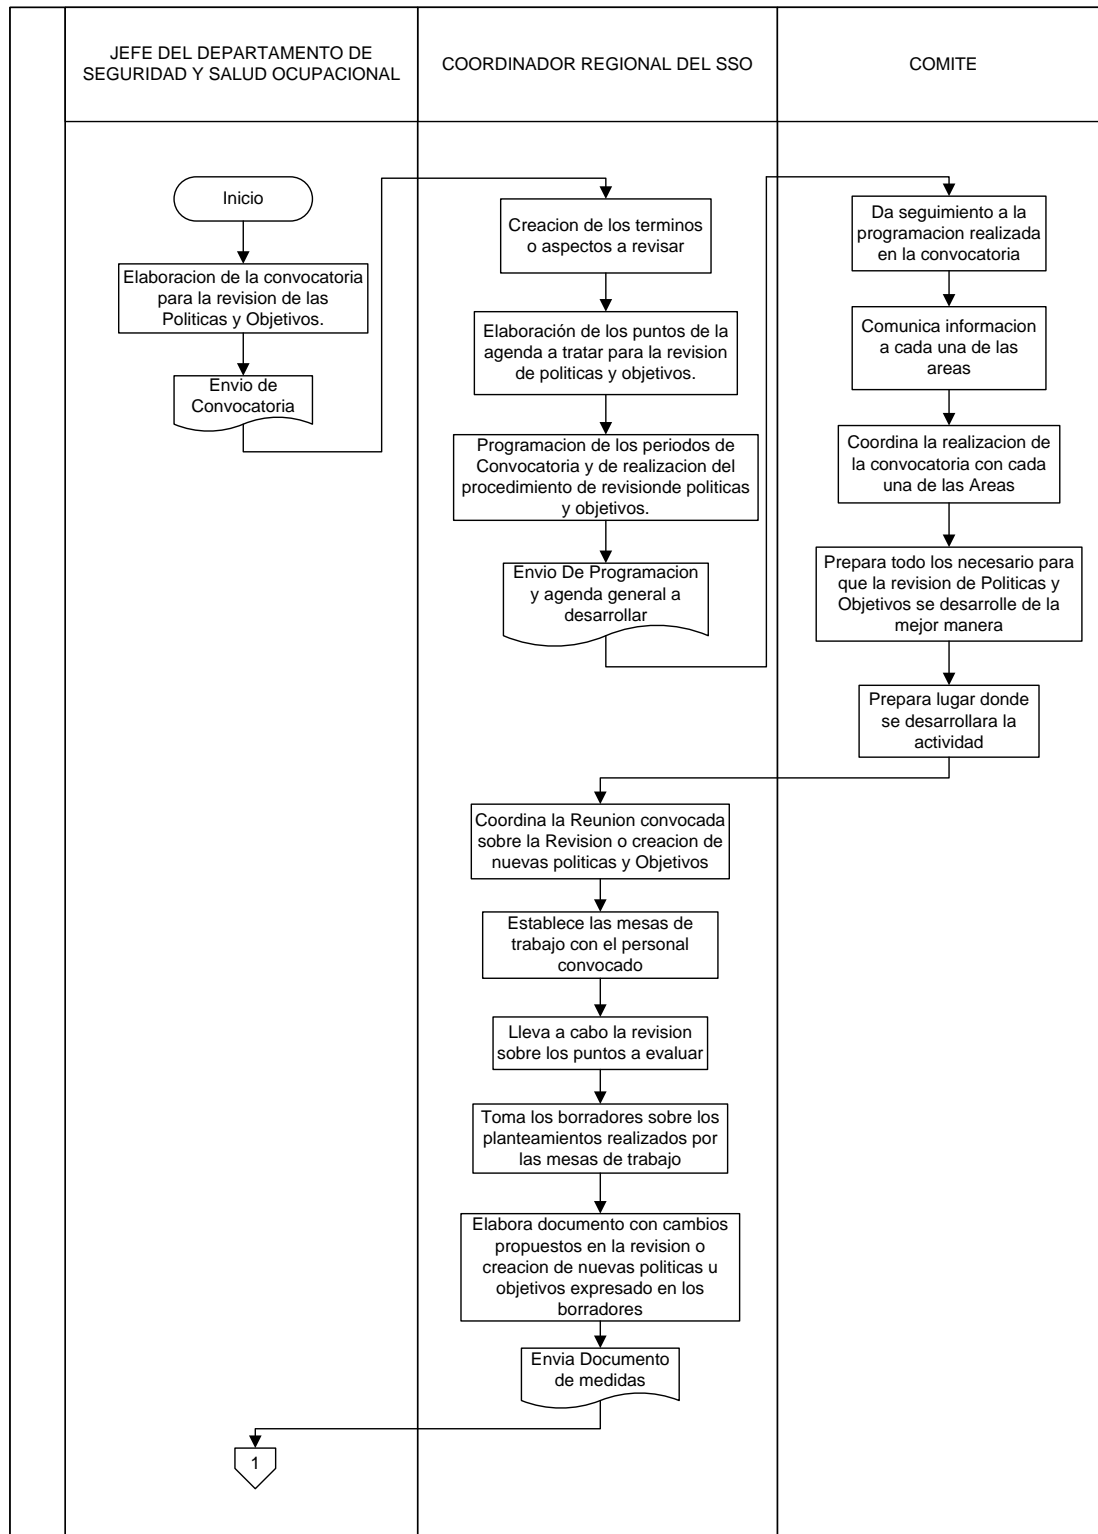 JEFE DEL DEPARTAMENTO DE
SEGURIDAD Y SALUD OCUPACIONAL
COORDINADOR REGIONAL DEL SSO
COMITE
Inicio
Elaboracion de la convocatoria
para la revision de las
Politicas y Objetivos.
Envio de
Convocatoria
Creacion de los terminos
o aspectos a revisar
Elaboración de los puntos de la
agenda a tratar para la revision
de politicas y objetivos.
Programacion de los periodos de
Convocatoria y de realizacion del
procedimiento de revisionde politicas
y objetivos.
Envio De Programacion
y agenda general a
desarrollar
Da seguimiento a la
programacion realizada
en la convocatoria
Comunica informacion
a cada una de las
areas
Coordina la realizacion de
la convocatoria con cada
una de las Areas
Prepara todo los necesario para
que la revision de Politicas y
Objetivos se desarrolle de la
mejor manera
Prepara lugar donde
se desarrollara la
actividad
Coordina la Reunion convocada
sobre la Revision o creacion de
nuevas politicas y Objetivos
Establece las mesas de
trabajo con el personal
convocado
Lleva a cabo la revision
sobre los puntos a evaluar
Toma los borradores sobre los
planteamientos realizados por
las mesas de trabajo
Elabora documento con cambios
propuestos en la revision o
creacion de nuevas politicas u
objetivos expresado en los
borradores
Envia Documento
de medidas
1